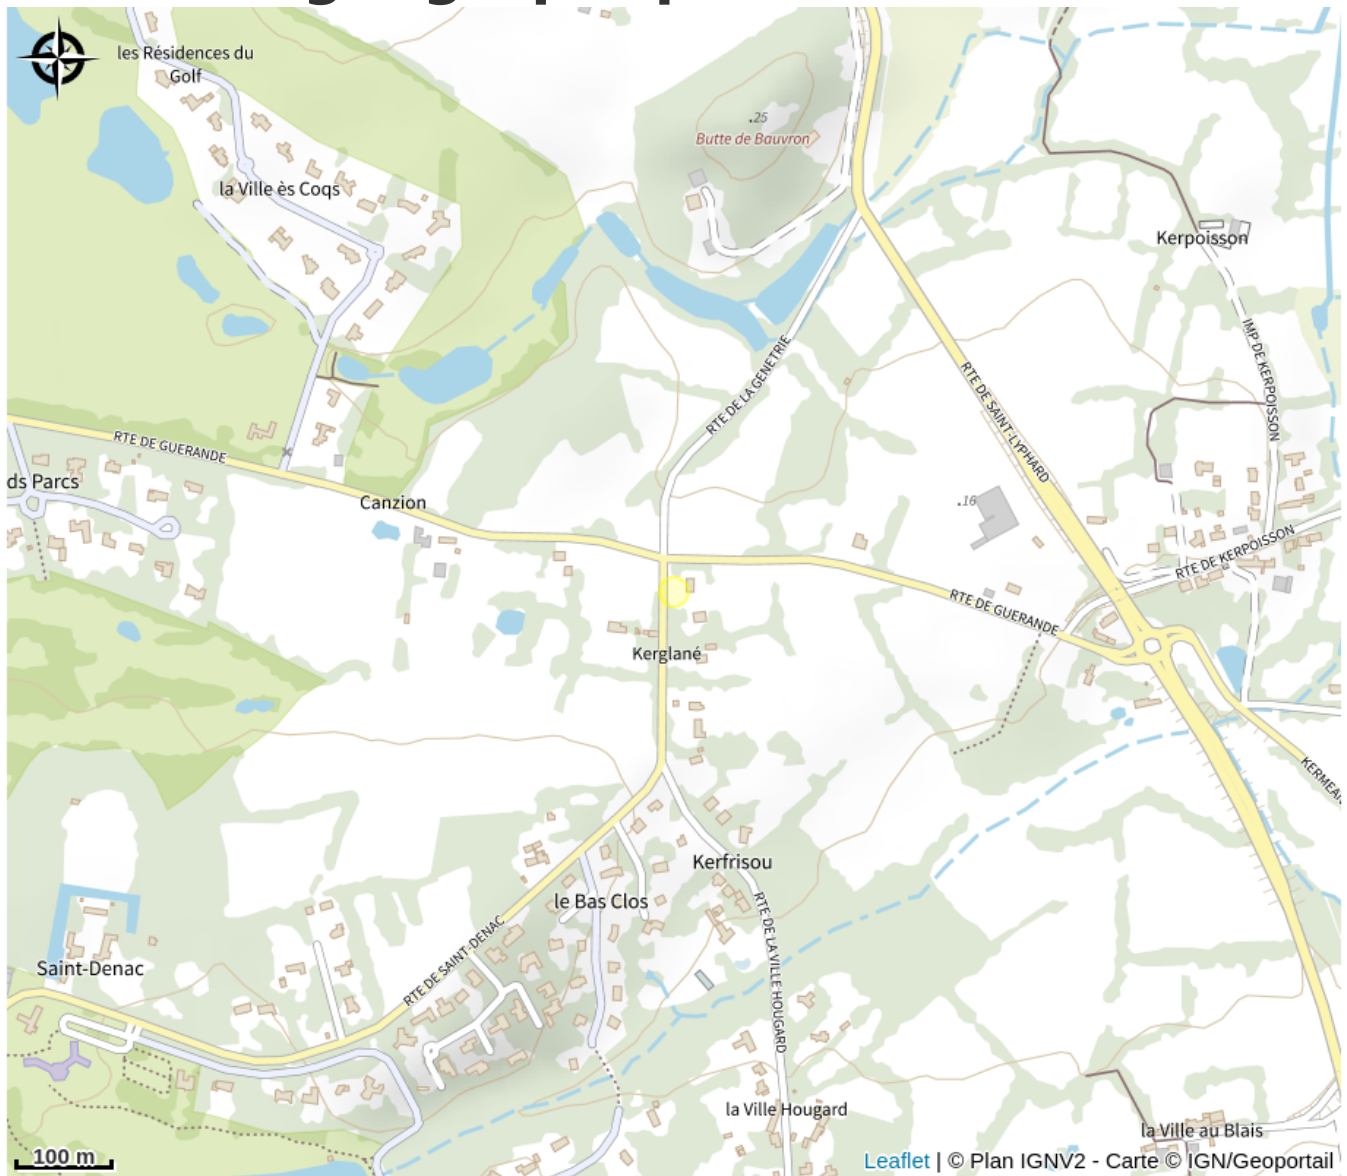 les Résidences du
Golf
.25
Butte de Bauvron
la Ville ès Coqs
Kerpoisson
RTE DE LA GENETRIE
IMP DE KERPOISSON
RTE DE SAINT-LYPHARD
RTE DE GUERANDE
ds Parcs
Canzion
.16
RTE DE KERPOISSON
RTE DE GUERANDE
Kerglané
Kerfrisou
le Bas Clos
RTE DE SAINT-DENAC
RTE DE LA VILLE HOUGARD
Saint-Denac
la Ville Hougard
la Ville au Blais
100 m
Leaflet | © Plan IGNV2 - Carte © IGN/Geoportail